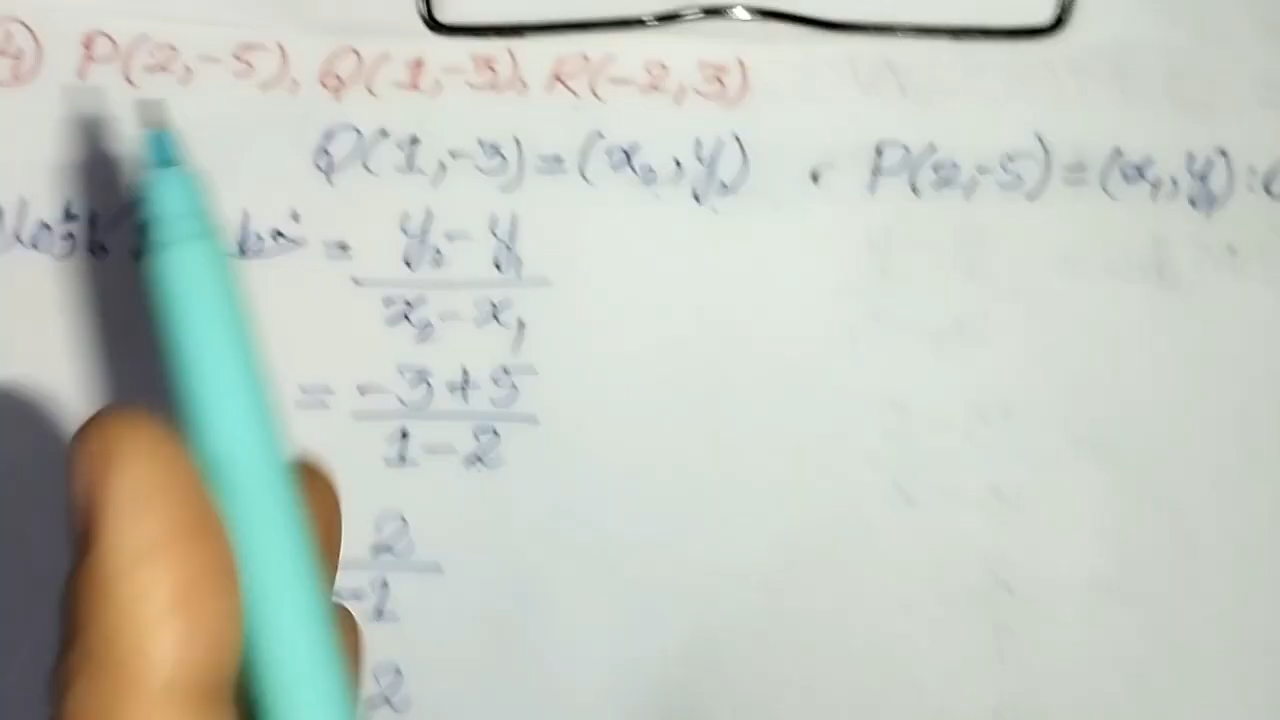 4) P(2,-5), Q(1,-3), R(-2,3)
Q(1,-3)=(x₂,y₂) P(2,-5)=(x₁,y₁)
= y₂-y₁
x₂-x₁
= -3+5
1-2
2
-1
2